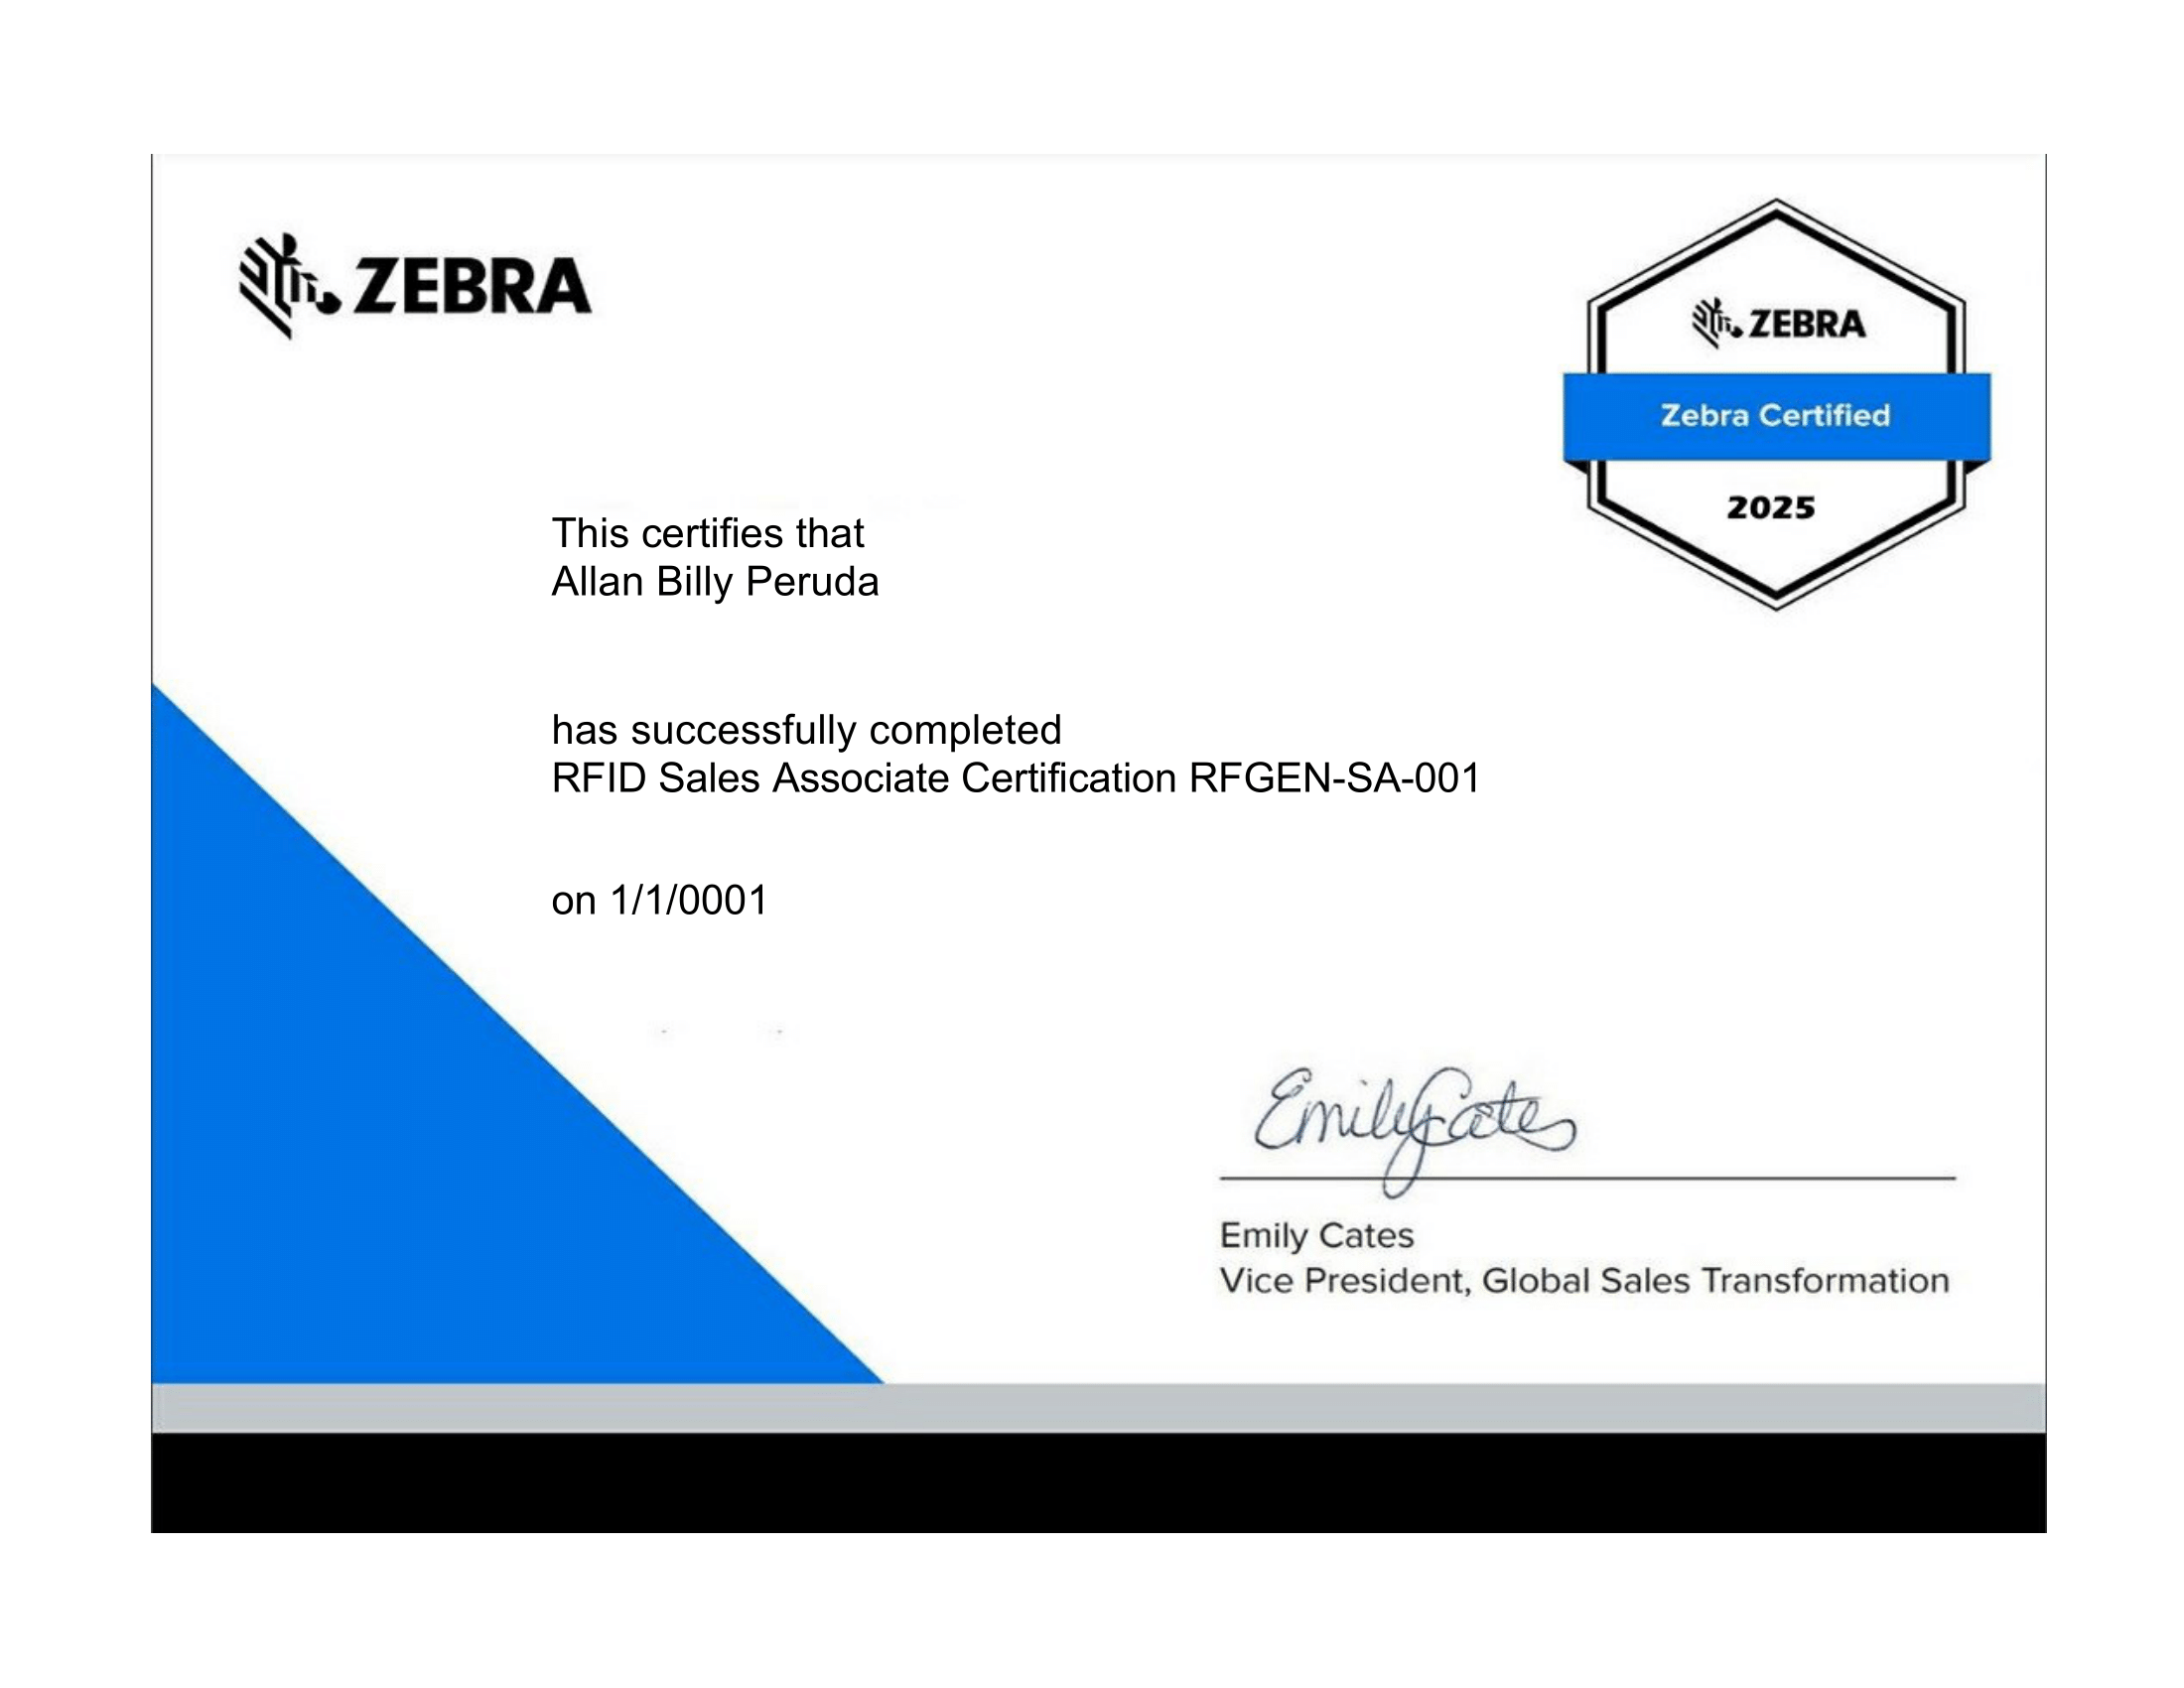 ZEBRA
ZEBRA
Zebra Certified
2025
This certifies that
Allan Billy Peruda
has successfully completed
RFID Sales Associate Certification RFGEN-SA-001
on 1/1/0001
Emily Cates
Emily Cates
Vice President, Global Sales Transformation